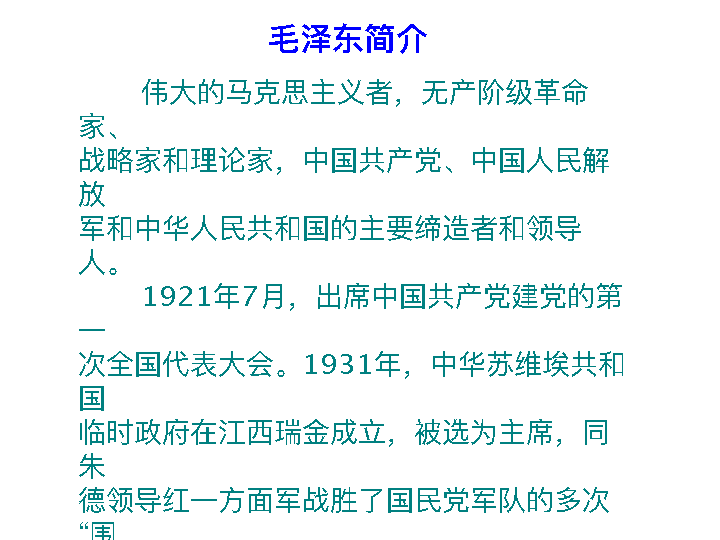 毛泽东简介
伟大的马克思主义者，无产阶级革命
家、
战略家和理论家，中国共产党、中国人民解
放
军和中华人民共和国的主要缔造者和领导
人。
1921年7月，出席中国共产党建党的第
一
次全国代表大会。1931年，中华苏维埃共和
国
临时政府在江西瑞金成立，被选为主席，同
朱
德领导红一方面军战胜了国民党军队的多次
“围